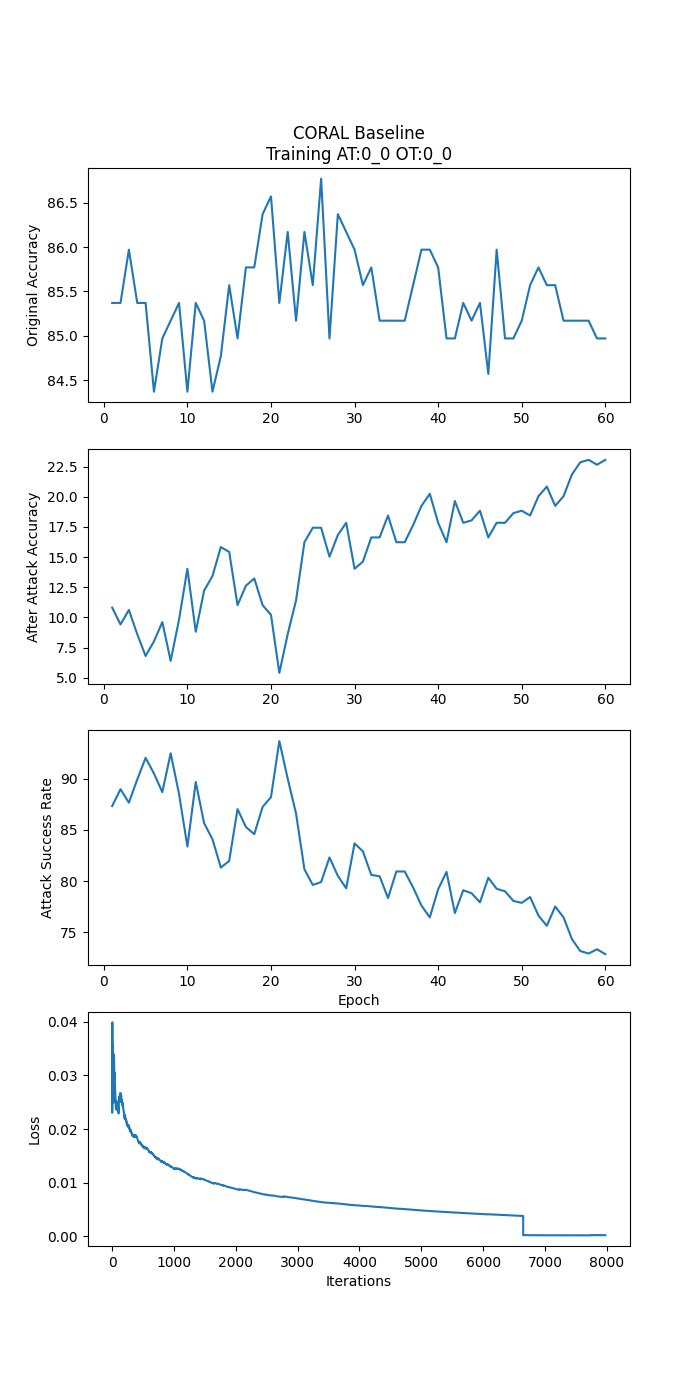 CORAL Baseline
Training AT:0_0 OT:0_0
Original Accuracy
86.5
86.0
85.5
85.0
84.5
0 10 20 30 40 50 60
After Attack Accuracy
22.5
20.0
17.5
15.0
12.5
10.0
7.5
5.0
0 10 20 30 40 50 60
Attack Success Rate
90
85
80
75
0 10 20 30 40 50 60
Epoch
Loss
0.04
0.03
0.02
0.01
0.00
0 1000 2000 3000 4000 5000 6000 7000 8000
Iterations